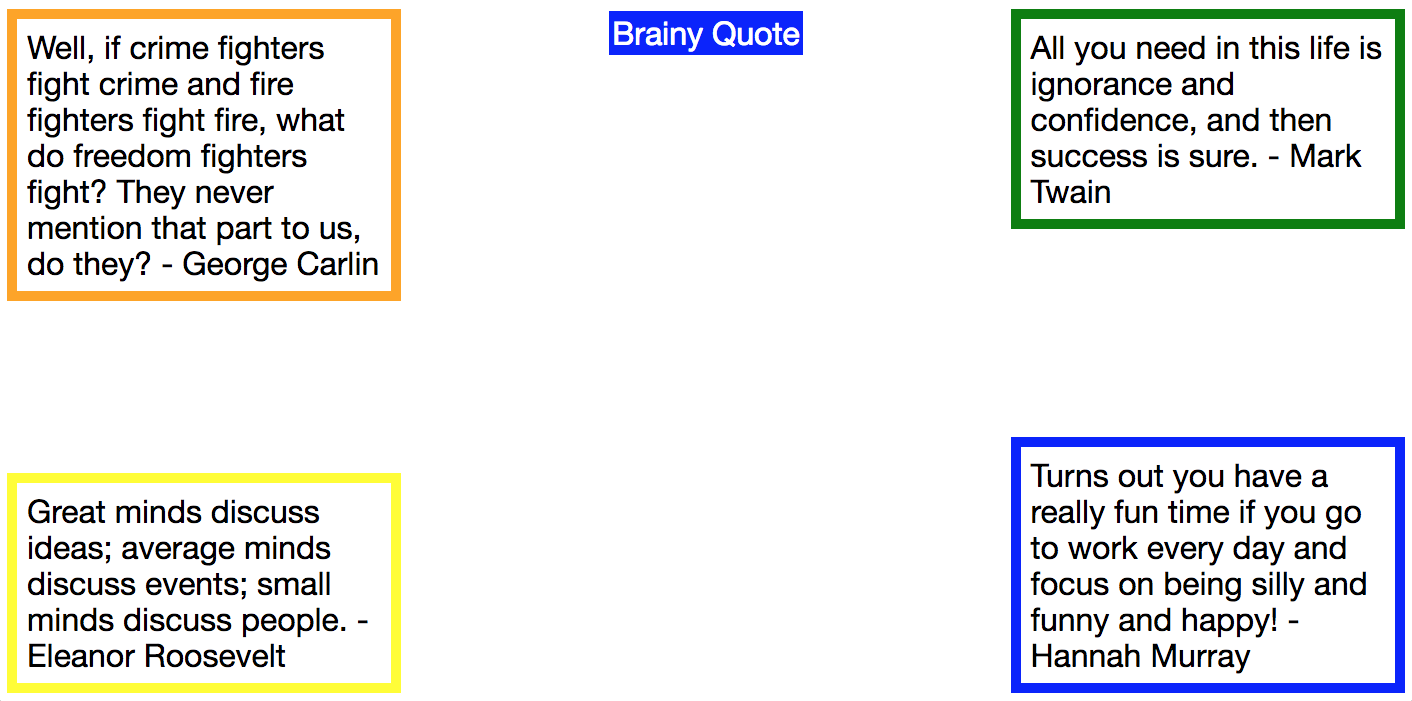 Well, if crime fighters
fight crime and fire
fighters fight fire, what
do freedom fighters
fight? They never
mention that part to us,
do they? - George Carlin
Brainy Quote
All you need in this life is
ignorance and
confidence, and then
success is sure. - Mark
Twain
Great minds discuss
ideas; average minds
discuss events; small
minds discuss people. -
Eleanor Roosevelt
Turns out you have a
really fun time if you go
to work every day and
focus on being silly and
funny and happy! -
Hannah Murray